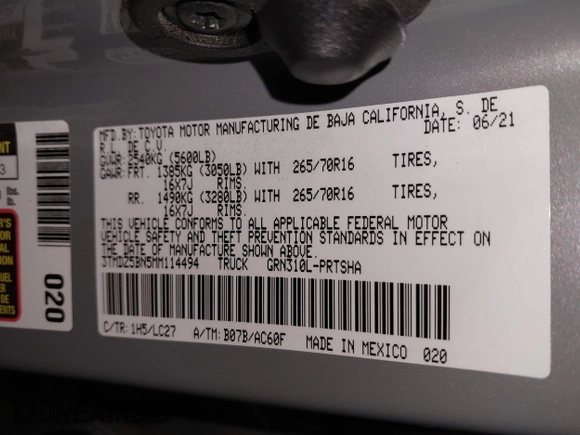 MFD. BY: TOYOTA MOTOR MANUFACTURING DE BAJA CALIFORNIA, S. DE
R.L. DE C.V. DATE: 06/21
GVWR: 2540KG (5600LB)
GAWR: FRT. 1385KG (3050LB) WITH 265/70R16 TIRES,
16X7J RIMS.
RR. 1490KG (3280LB) WITH 265/70R16 TIRES,
16X7J RIMS.
THIS VEHICLE CONFORMS TO ALL APPLICABLE FEDERAL MOTOR
VEHICLE SAFETY AND THEFT PREVENTION STANDARDS IN EFFECT ON
THE DATE OF MANUFACTURE SHOWN ABOVE.
3TMDZ5BN5MM114494 TRUCK GRN310L-PRTSHA
C/TR: 1H5/LC27 A/TM: B07B/AC60F MADE IN MEXICO 020
020
lbs.
lb.